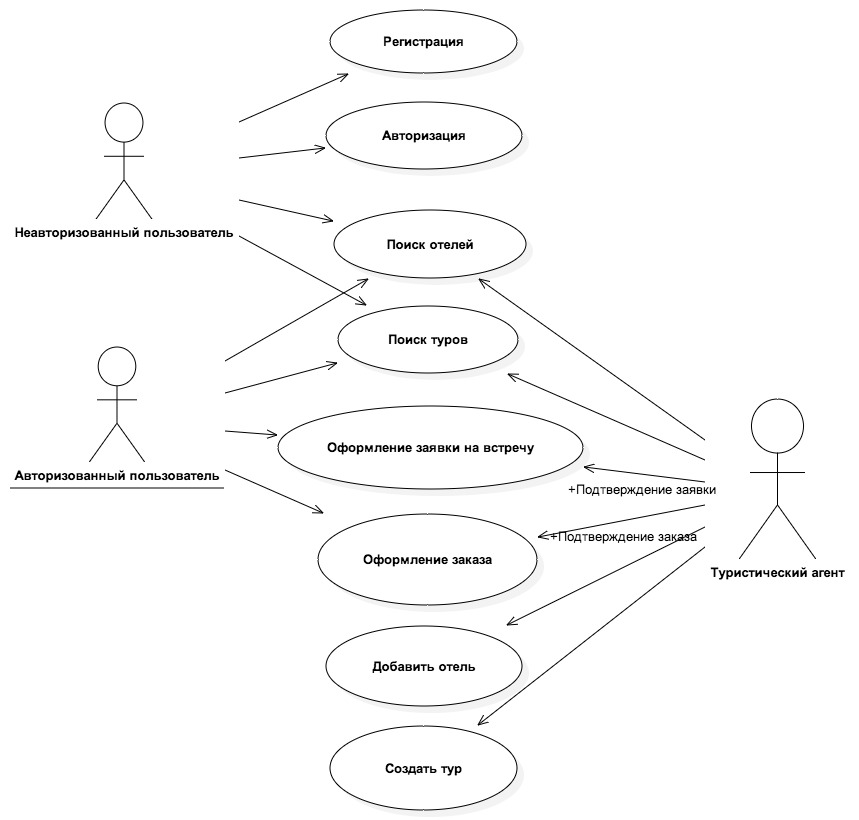 Регистрация
Авторизация
Неавторизованный пользователь
Поиск отелей
Поиск туров
Оформление заявки на встречу
Авторизованный пользователь
+Подтверждение заявки
+Подтверждение заказа
Оформление заказа
Туристический агент
Добавить отель
Создать тур